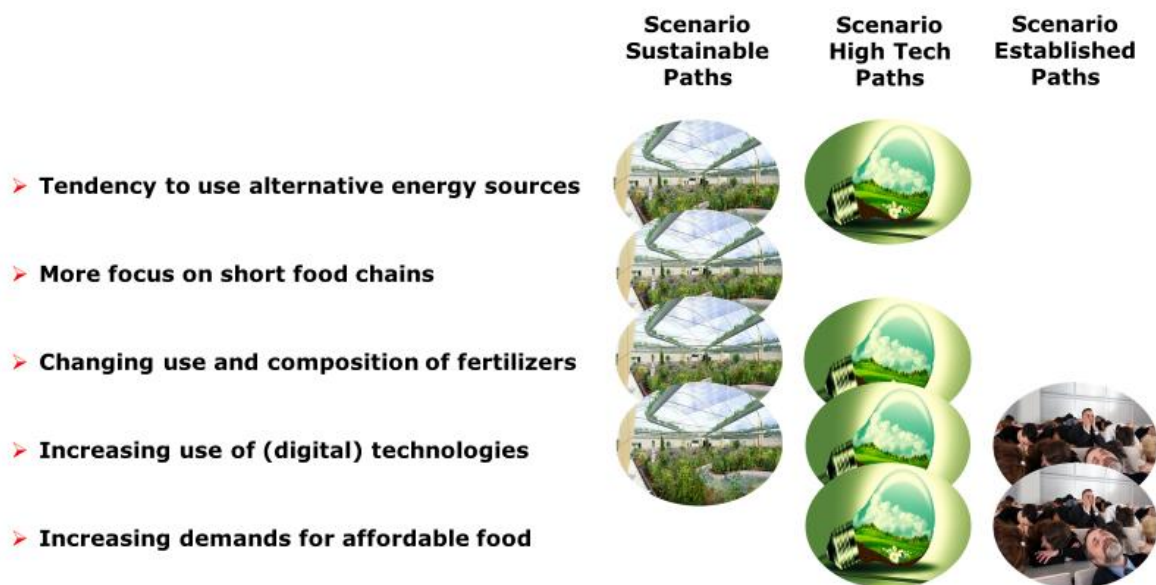 Scenario
Sustainable
Paths
Scenario
High Tech
Paths
Scenario
Established
Paths
Tendency to use alternative energy sources
More focus on short food chains
Changing use and composition of fertilizers
Increasing use of (digital) technologies
Increasing demands for affordable food